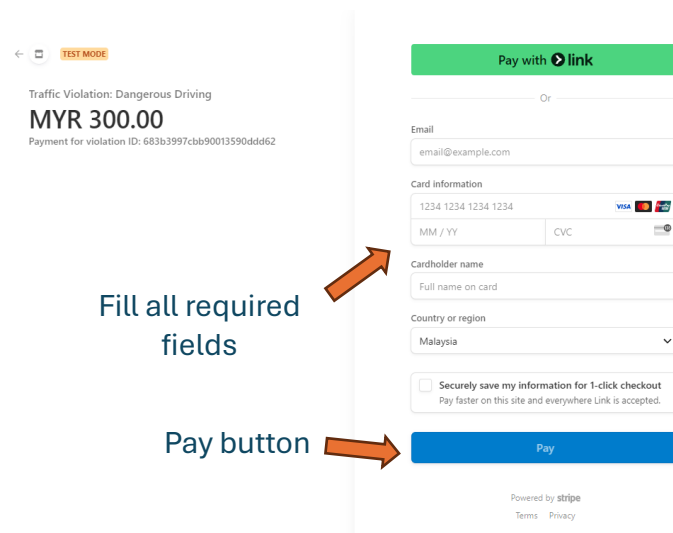 TEST MODE
Traffic Violation: Dangerous Driving
MYR 300.00
Payment for violation ID: 683b3997cbb90013590ddd62
Fill all required
fields
Pay button
Pay with link
Or
Email
email@example.com
Card information
1234 1234 1234 1234
VISA
MM / YY
CVC
Cardholder name
Full name on card
Country or region
Malaysia
Securely save my information for 1-click checkout
Pay faster on this site and everywhere Link is accepted.
Pay
Powered by stripe
Terms Privacy